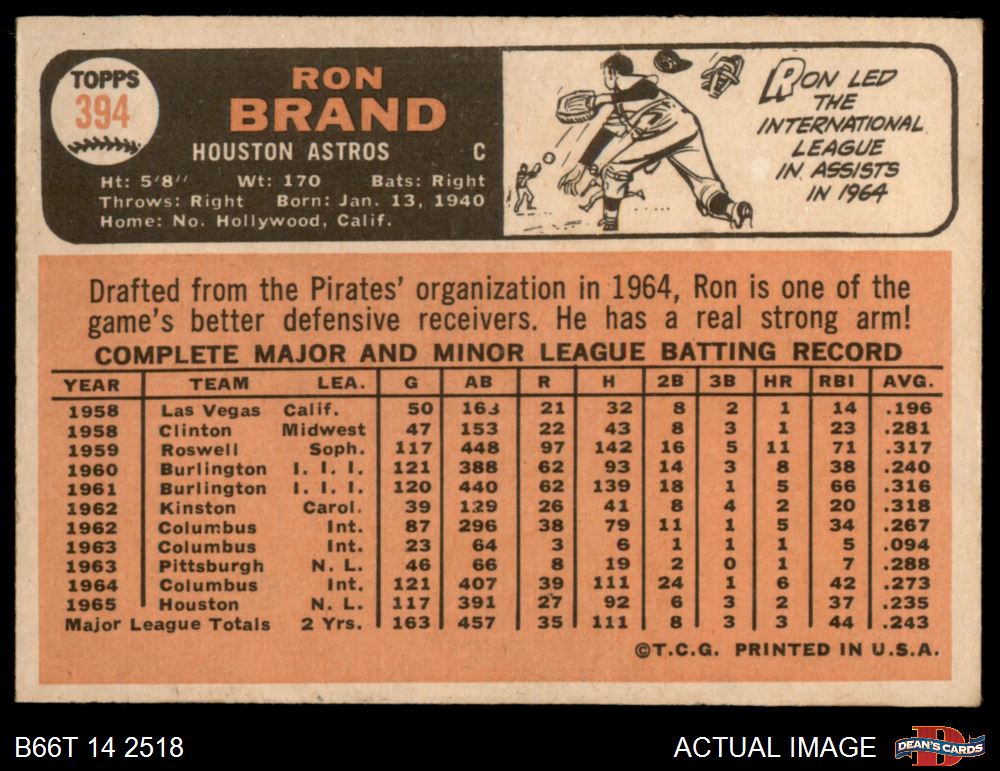 TOPPS
394
RON
BRAND
HOUSTON ASTROS C
Ht: 5'8" Wt: 170 Bats: Right
Throws: Right Born: Jan. 13, 1940
Home: No. Hollywood, Calif.
RON LED
THE
INTERNATIONAL
LEAGUE
IN ASSISTS
IN 1964
Drafted from the Pirates' organization in 1964, Ron is one of the
game's better defensive receivers. He has a real strong arm!
COMPLETE MAJOR AND MINOR LEAGUE BATTING RECORD
YEAR TEAM LEA. G AB R H 2B 3B HR RBI AVG.
1958 Las Vegas Calif. 50 163 21 32 8 2 1 14 .196
1958 Clinton Midwest 47 153 22 43 8 3 1 23 .281
1959 Roswell Soph. 117 448 97 142 16 5 11 71 .317
1960 Burlington I. I. I. 121 388 62 93 14 3 8 38 .240
1961 Burlington I. I. I. 120 440 62 139 18 1 5 66 .316
1962 Kinston Carol. 39 129 26 41 8 4 2 20 .318
1962 Columbus Int. 87 296 38 79 11 1 5 34 .267
1963 Columbus Int. 23 64 3 6 1 1 1 5 .094
1963 Pittsburgh N. L. 46 66 8 19 2 0 1 7 .288
1964 Columbus Int. 121 407 39 111 24 1 6 42 .273
1965 Houston N. L. 117 391 27 92 6 3 2 37 .235
Major League Totals 2 Yrs. 163 457 35 111 8 3 3 44 .243
©T.C.G. PRINTED IN U.S.A.
B66T 14 2518
ACTUAL IMAGE
D
DEAN'S CARDS